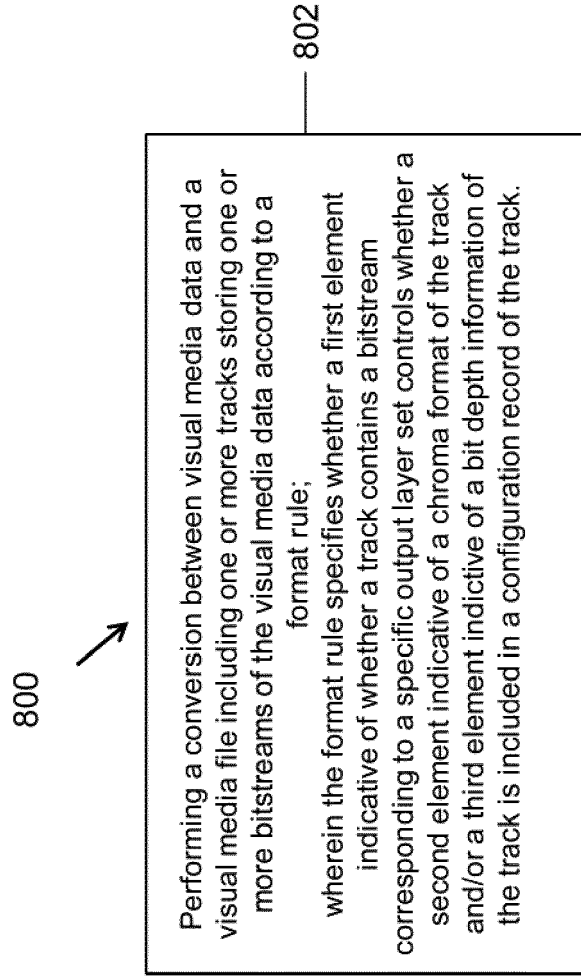 800
802
Performing a conversion between visual media data and a
visual media file including one or more tracks storing one or
more bitstreams of the visual media data according to a
format rule;
wherein the format rule specifies whether a first element
indicative of whether a track contains a bitstream
corresponding to a specific output layer set controls whether a
second element indicative of a chroma format of the track
and/or a third element indictive of a bit depth information of
the track is included in a configuration record of the track.